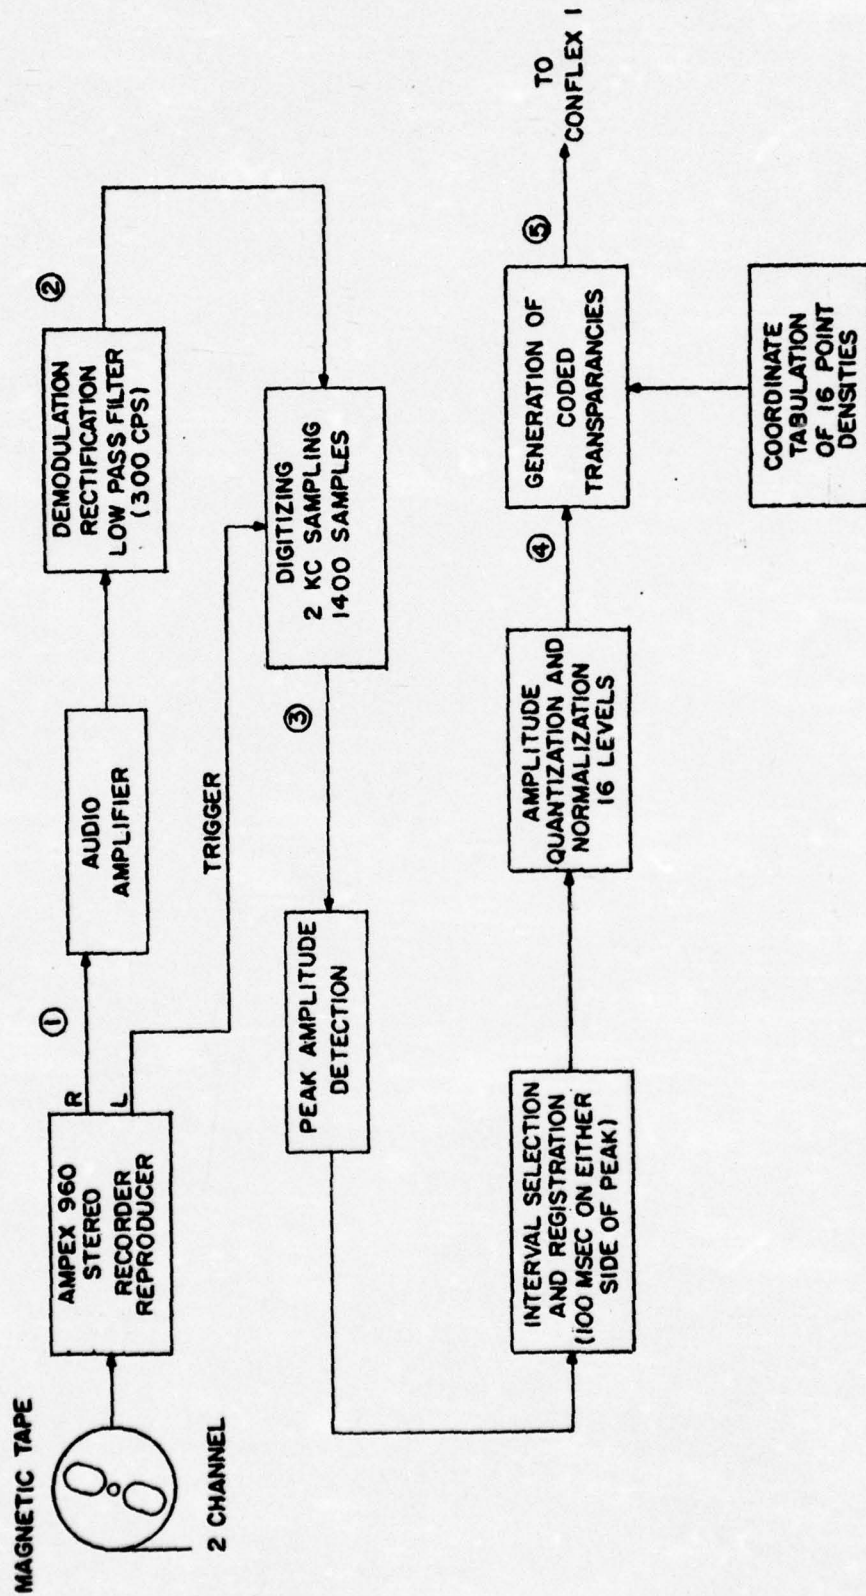 MAGNETIC TAPE
2 CHANNEL
AMPEX 960
STEREO
RECORDER
REPRODUCER
R
L
①
AUDIO
AMPLIFIER
TRIGGER
DEMODULATION
RECTIFICATION
LOW PASS FILTER
(300 CPS)
②
DIGITIZING
2 KC SAMPLING
1400 SAMPLES
③
PEAK AMPLITUDE
DETECTION
INTERVAL SELECTION
AND REGISTRATION
(100 MSEC ON EITHER
SIDE OF PEAK)
AMPLITUDE
QUANTIZATION AND
NORMALIZATION
16 LEVELS
④
GENERATION OF
CODED
TRANSPARANCIES
⑤
TO
CONFLEX 1
COORDINATE
TABULATION
OF 16 POINT
DENSITIES